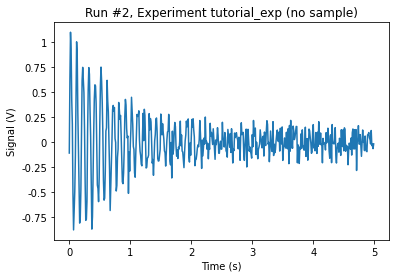 Run #2, Experiment tutorial_exp (no sample)
1
0.75
0.5
0.25
0
-0.25
-0.5
-0.75
Signal (V)
0 1 2 3 4 5
Time (s)